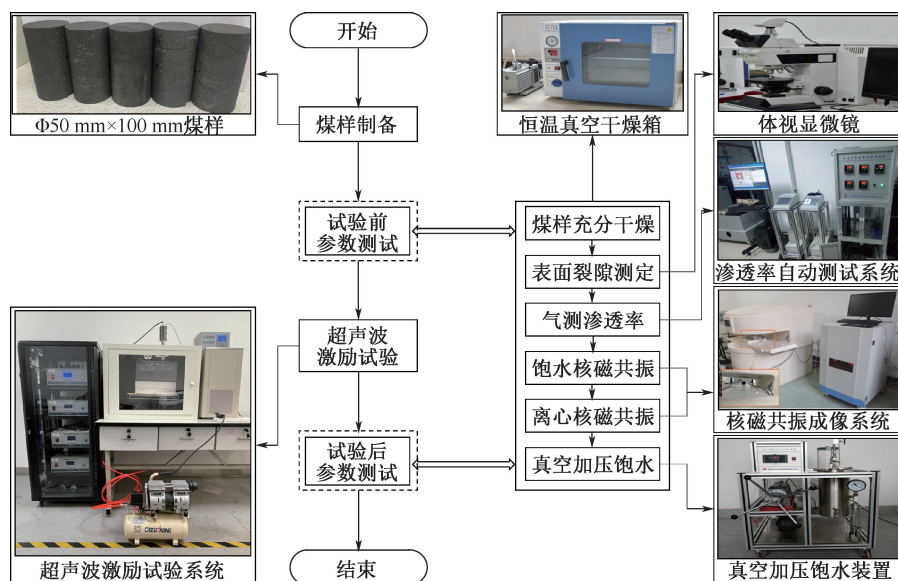 开始
Φ50 mm×100 mm煤样
煤样制备
恒温真空干燥箱
体视显微镜
试验前
参数测试
煤样充分干燥
表面裂隙测定
渗透率自动测试系统
气测渗透率
超声波
激励试验
饱水核磁共振
离心核磁共振
核磁共振成像系统
试验后
参数测试
真空加压饱水
结束
超声波激励试验系统
真空加压饱水装置